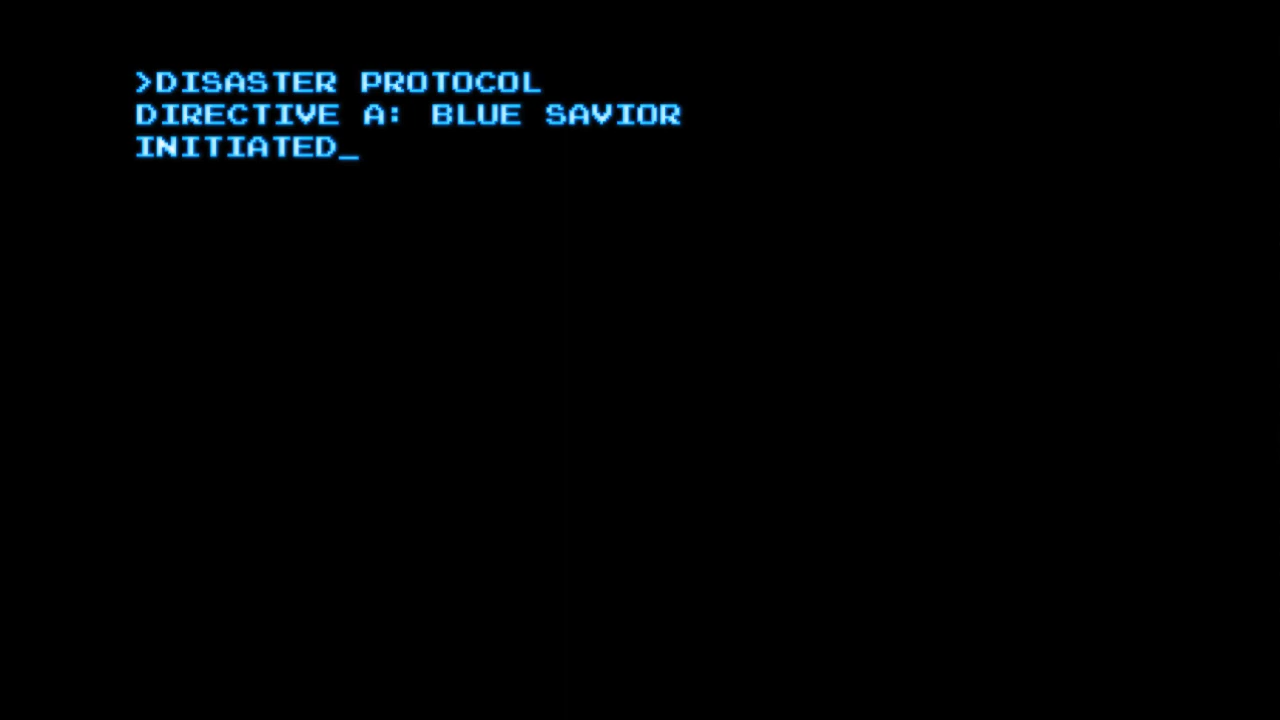 >DISASTER PROTOCOL
DIRECTIVE A: BLUE SAVIOR
INITIATED_